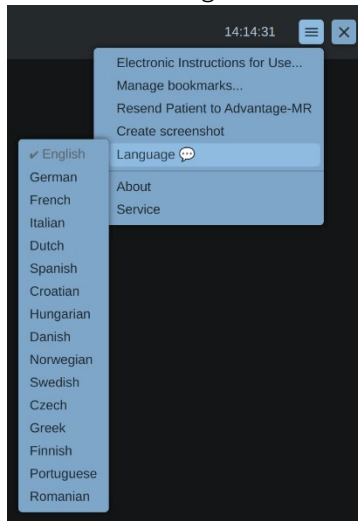 14:14:31
Electronic Instructions for Use...
Manage bookmarks...
Resend Patient to Advantage-MR
Create screenshot
Language 💬
About
Service
✔ English
German
French
Italian
Dutch
Spanish
Croatian
Hungarian
Danish
Norwegian
Swedish
Czech
Greek
Finnish
Portuguese
Romanian